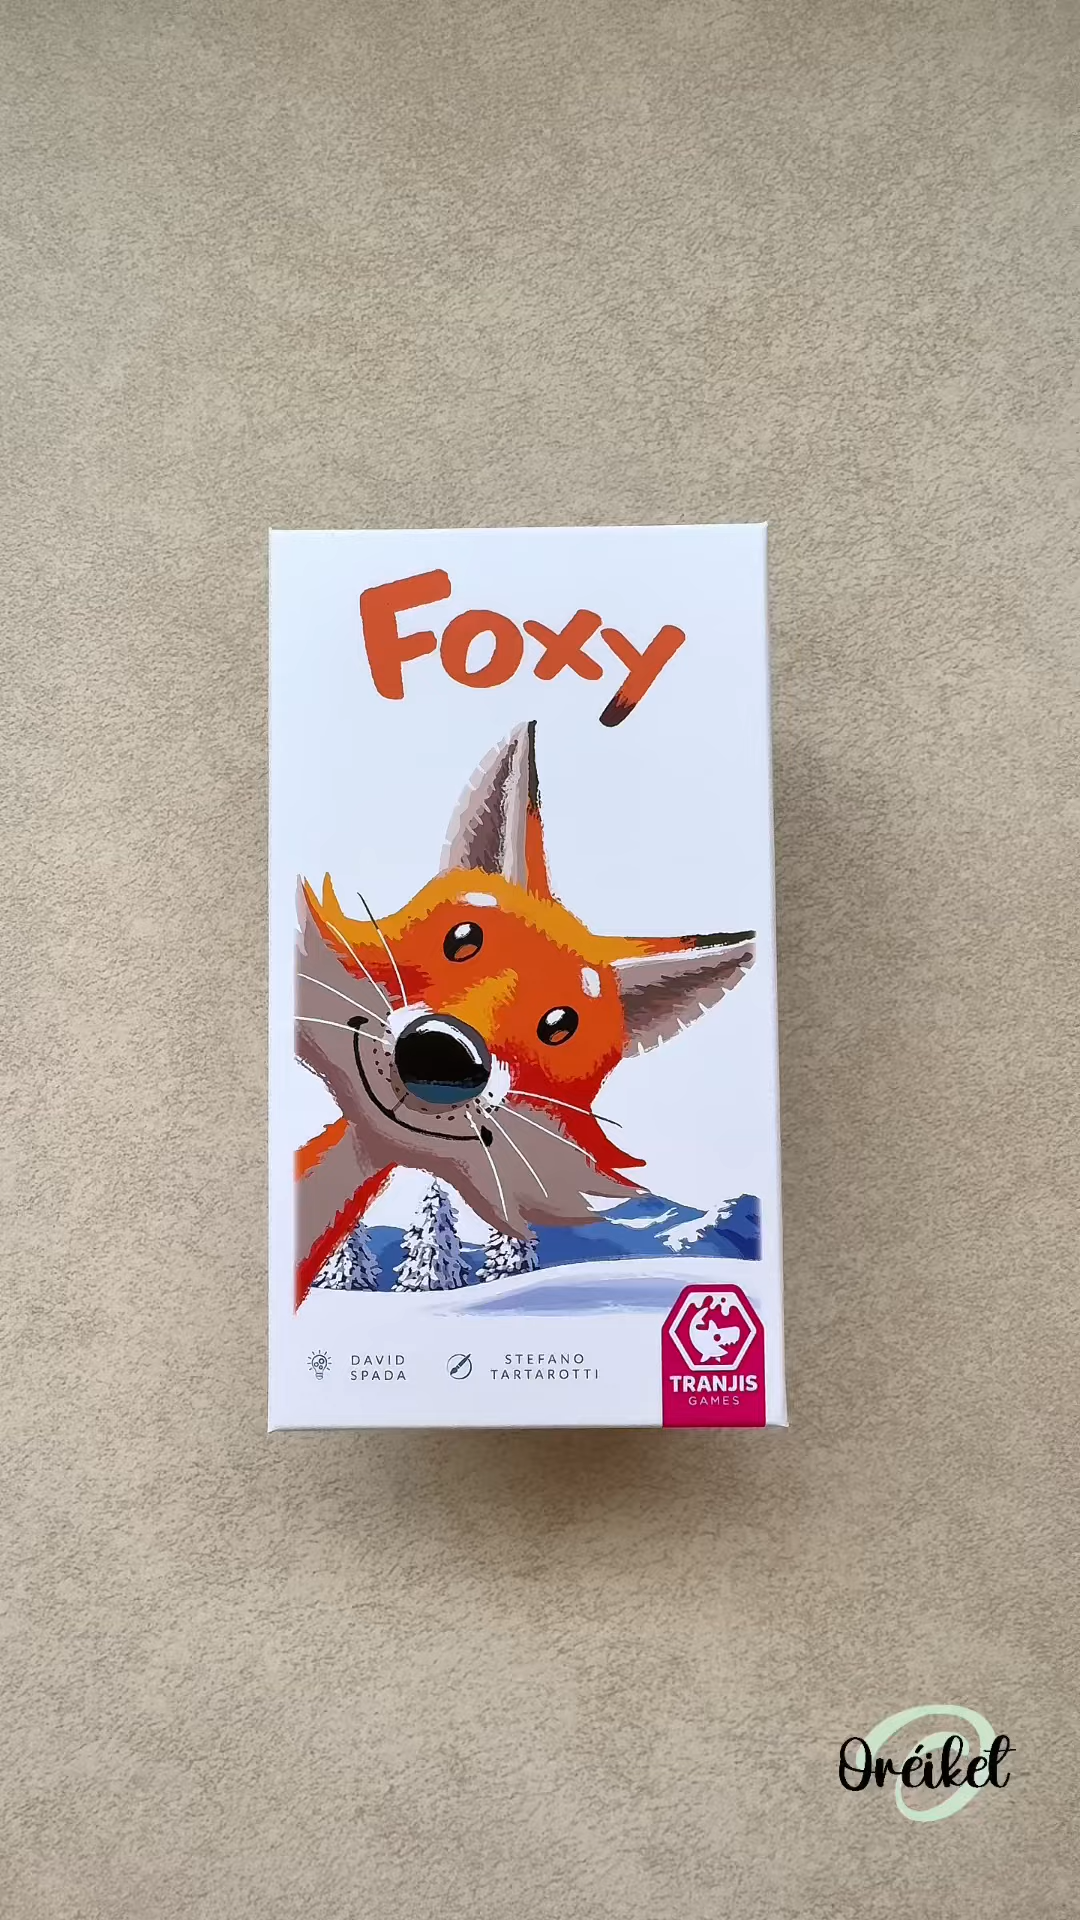 Foxy
DAVID
SPADA
STEFANO
TARTAROTTI
TRANJIS
GAMES
Oréiket